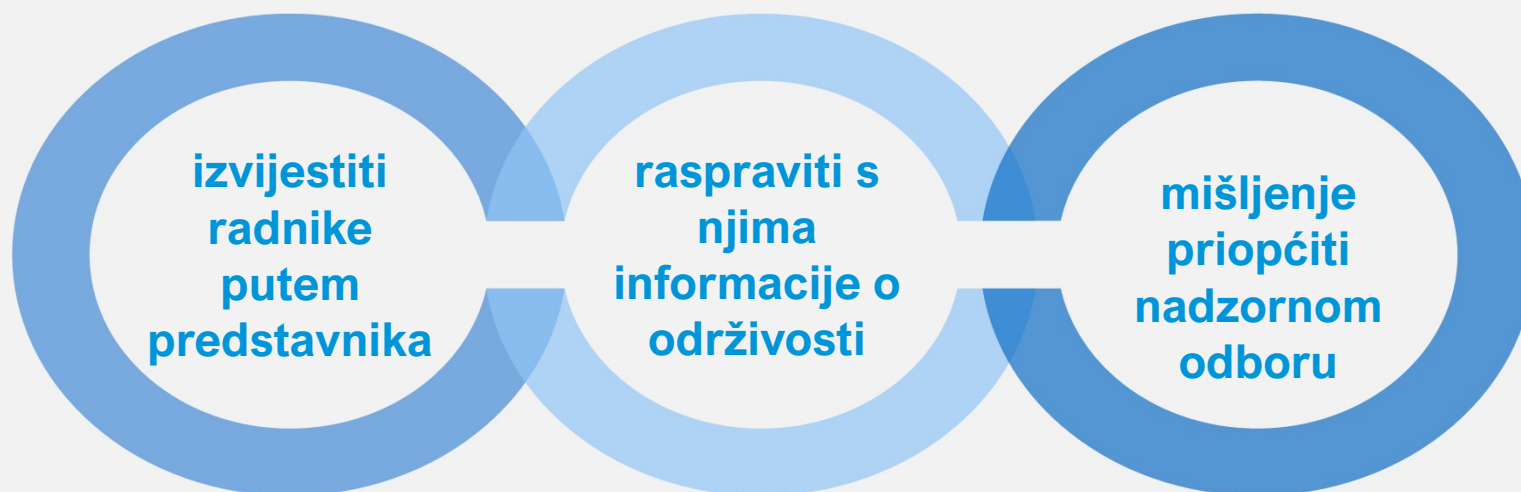 izvijestiti
radnike
putem
predstavnika
raspraviti s
njima
informacije o
održivosti
mišljenje
priopćiti
nadzornom
odboru